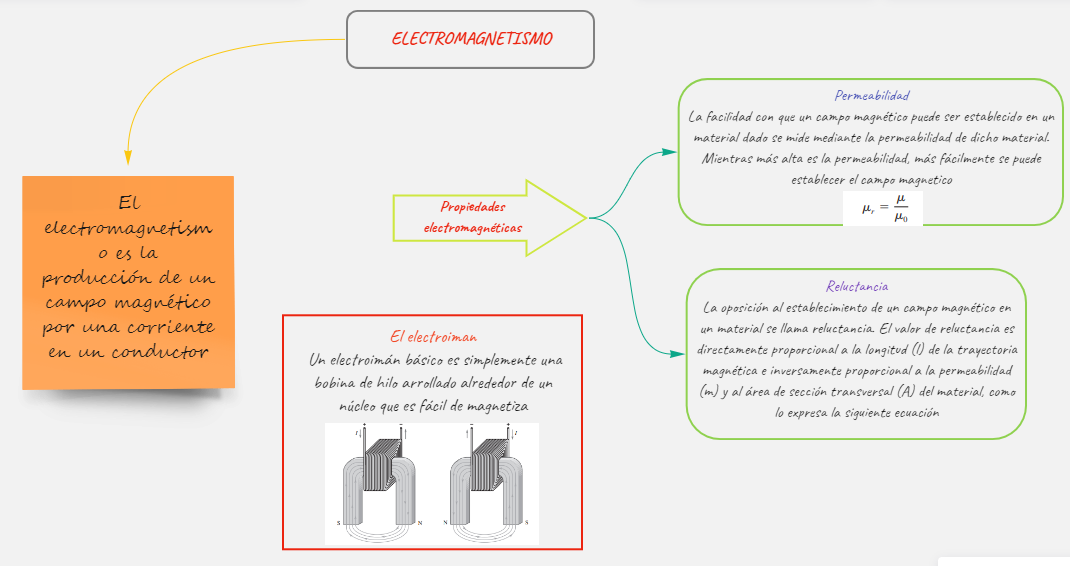 ELECTROMAGNETISMO
El
electromagnetism
o es la
producción de un
campo magnético
por una corriente
en un conductor
Propiedades
electromagnéticas
Permeabilidad
La facilidad con que un campo magnético puede ser establecido en un
material dado se mide mediante la permeabilidad de dicho material.
Mientras más alta es la permeabilidad, más fácilmente se puede
establecer el campo magnetico
μr = μ/μ0
Reluctancia
La oposición al establecimiento de un campo magnético en
un material se llama reluctancia. El valor de reluctancia es
directamente proporcional a la longitud (l) de la trayectoria
magnética e inversamente proporcional a la permeabilidad
(m) y al área de sección transversal (A) del material, como
lo expresa la siguiente ecuación
El electroiman
Un electroimán básico es simplemente una
bobina de hilo arrollado alrededor de un
núcleo que es fácil de magnetiza
I + −
− + I
S N
N S